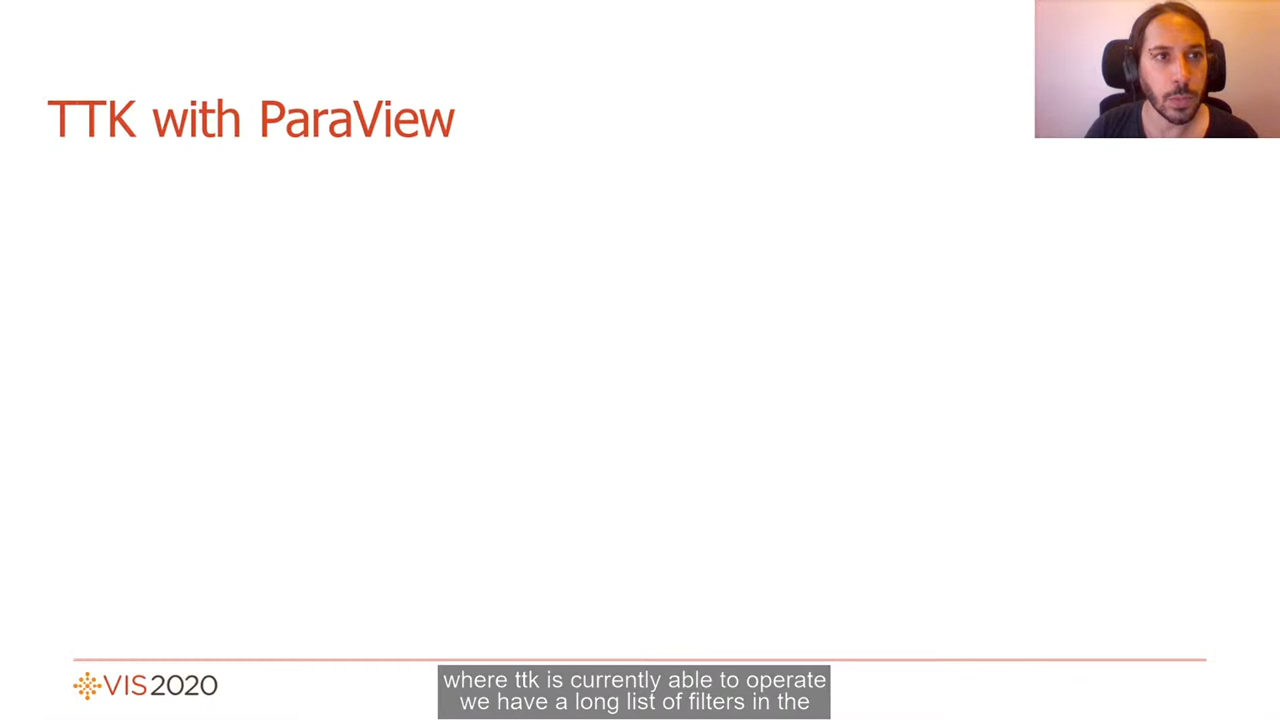 TTK with ParaView
VIS2020
where ttk is currently able to operate
we have a long list of filters in the